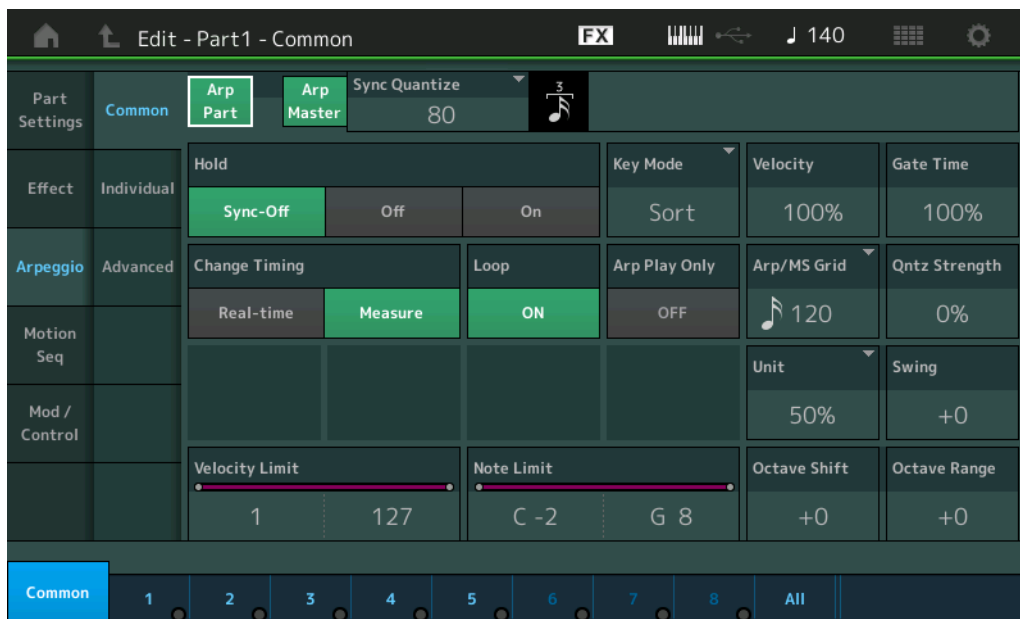 Edit - Part1 - Common
FX
♩ 140
Part
Settings
Common
Arp
Part
Arp
Master
Sync Quantize
80
3
Effect
Individual
Hold
Sync-Off
Off
On
Key Mode
Sort
Velocity
100%
Gate Time
100%
Arpeggio
Advanced
Change Timing
Real-time
Measure
Loop
ON
Arp Play Only
OFF
Arp/MS Grid
♪ 120
Qntz Strength
0%
Motion
Seq
Unit
50%
Swing
+0
Mod /
Control
Velocity Limit
1
127
Note Limit
C -2
G 8
Octave Shift
+0
Octave Range
+0
Common
1
2
3
4
5
6
7
8
All